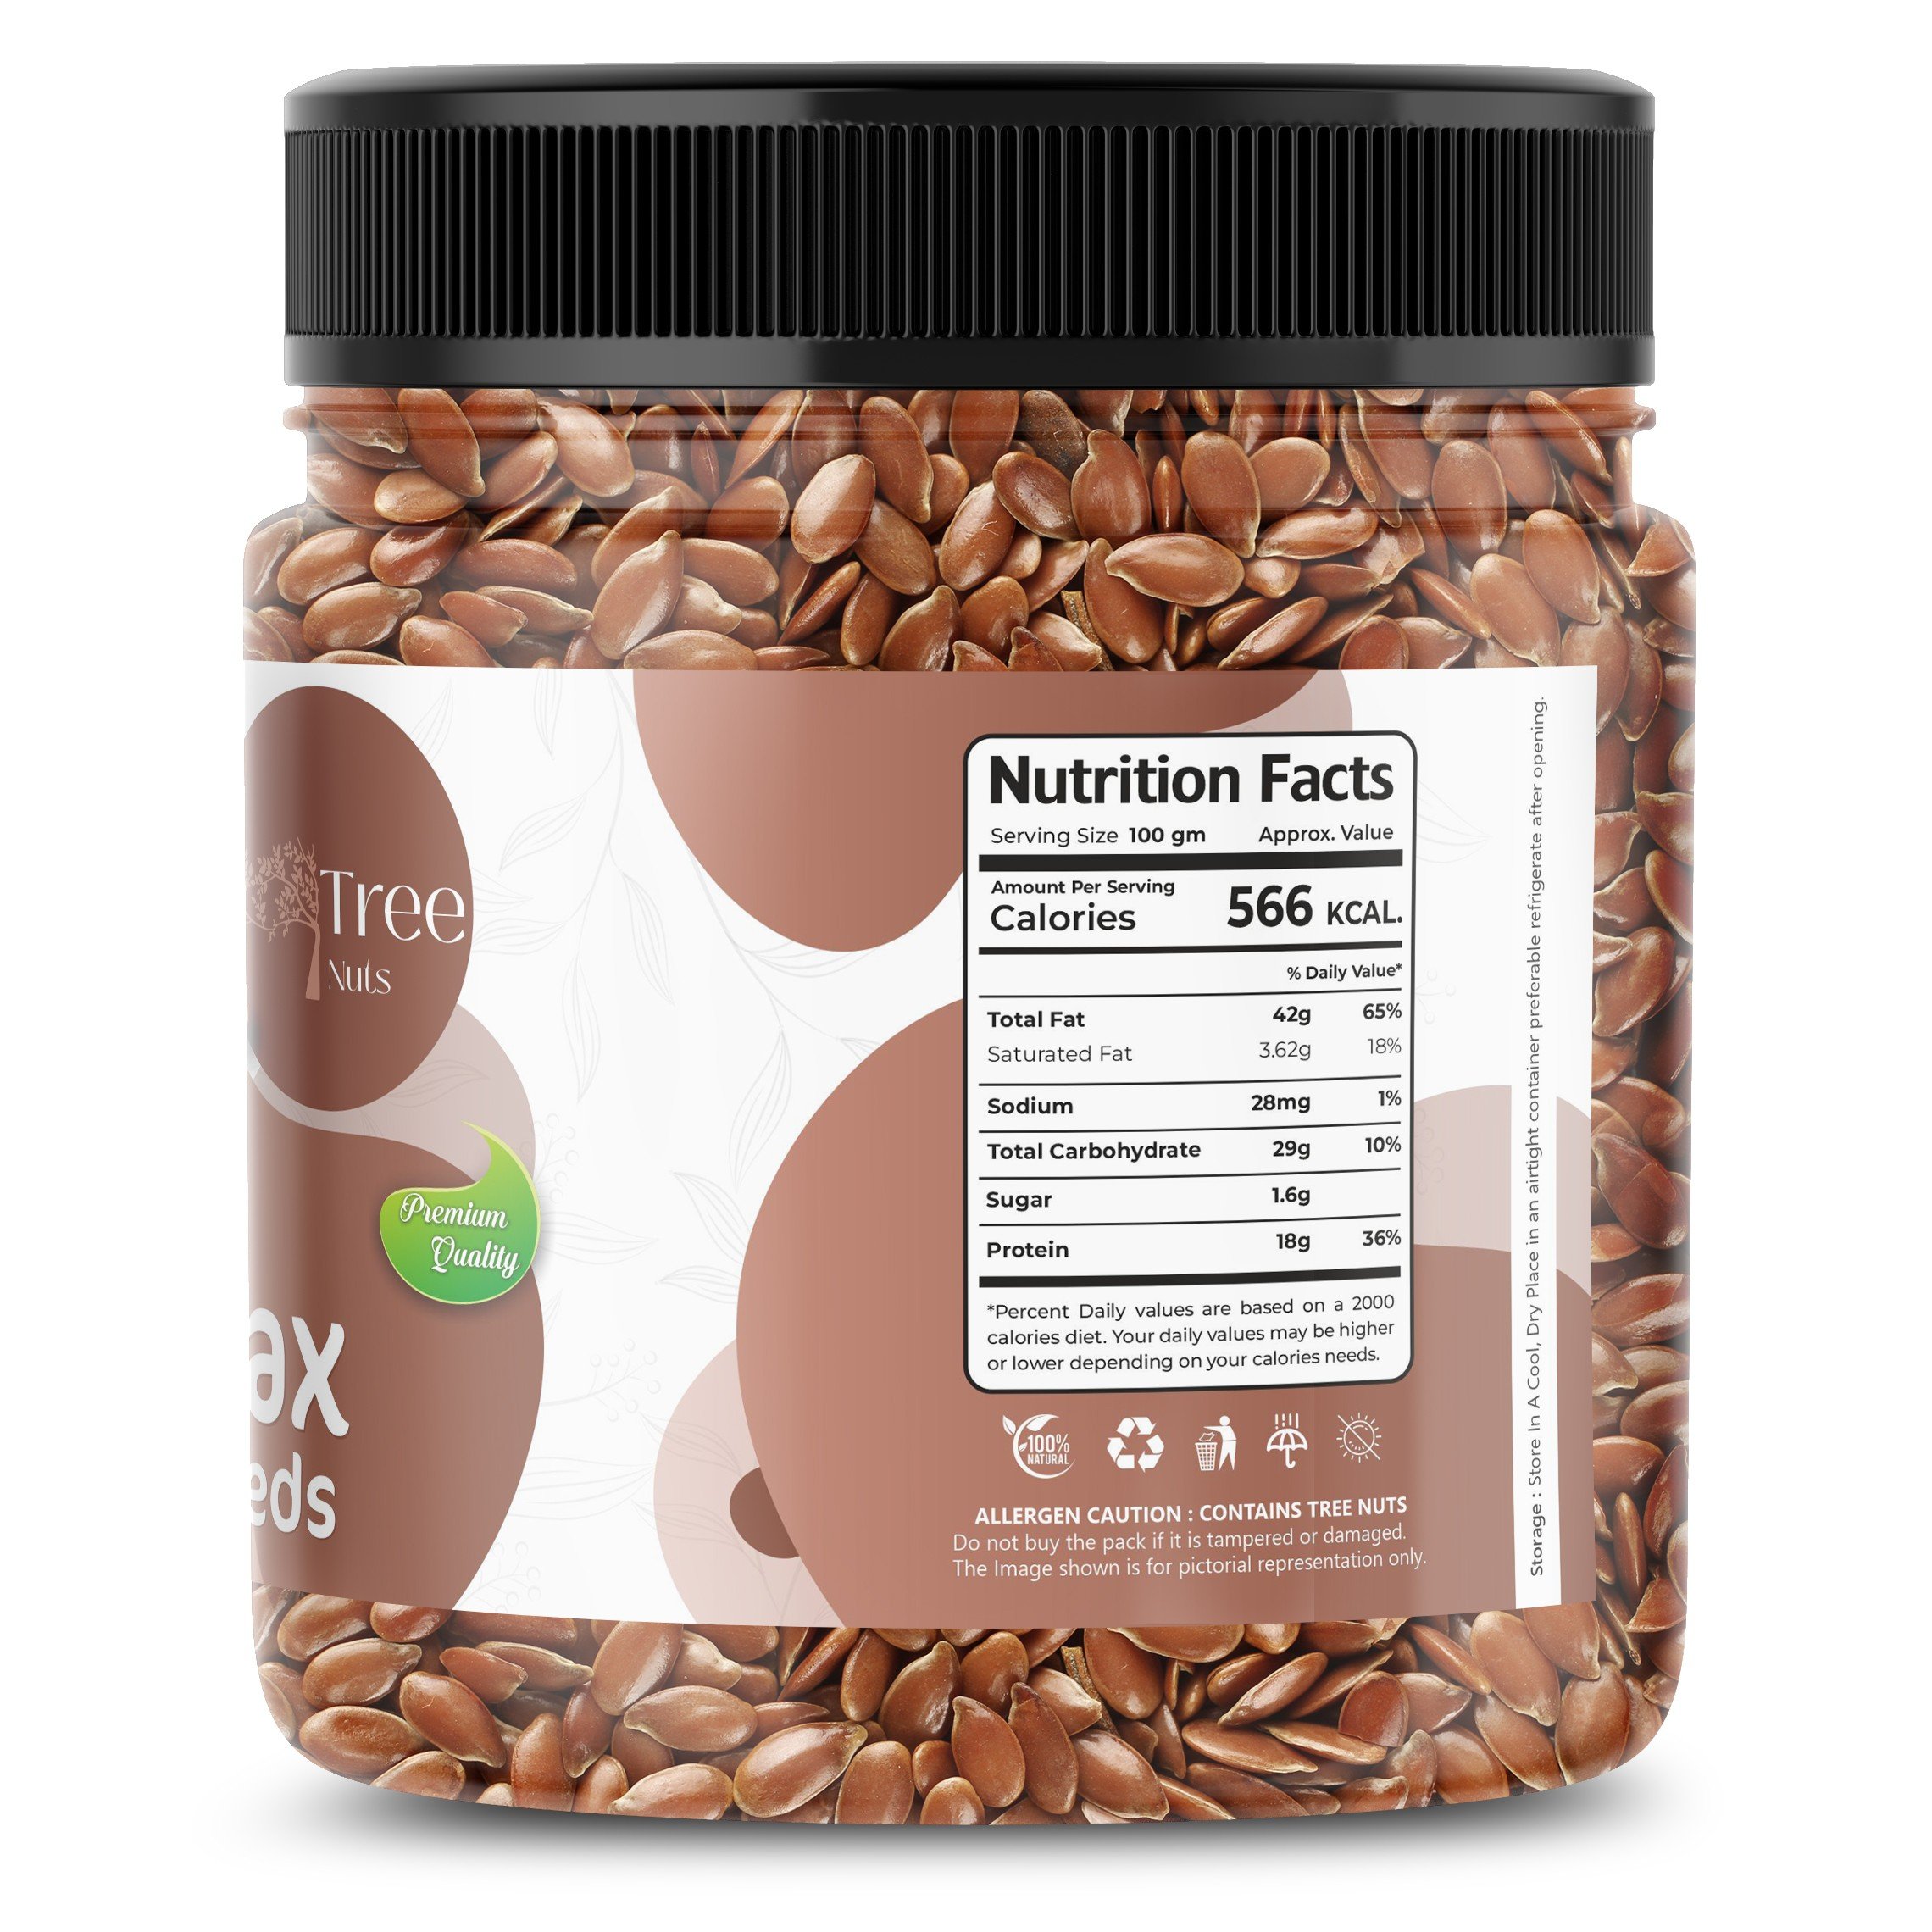 Tree
Nuts
Premium
Quality
ax
eds
Nutrition Facts
Serving Size 100 gm Approx. Value
Amount Per Serving
Calories 566 KCAL.
% Daily Value*
Total Fat 42g 65%
Saturated Fat 3.62g 18%
Sodium 28mg 1%
Total Carbohydrate 29g 10%
Sugar 1.6g
Protein 18g 36%
*Percent Daily values are based on a 2000
calories diet. Your daily values may be higher
or lower depending on your calories needs.
100%
NATURAL
ALLERGEN CAUTION : CONTAINS TREE NUTS
Do not buy the pack if it is tampered or damaged.
The Image shown is for pictorial representation only.
Storage : Store In A Cool, Dry Place in an airtight container preferable refrigerate after opening.